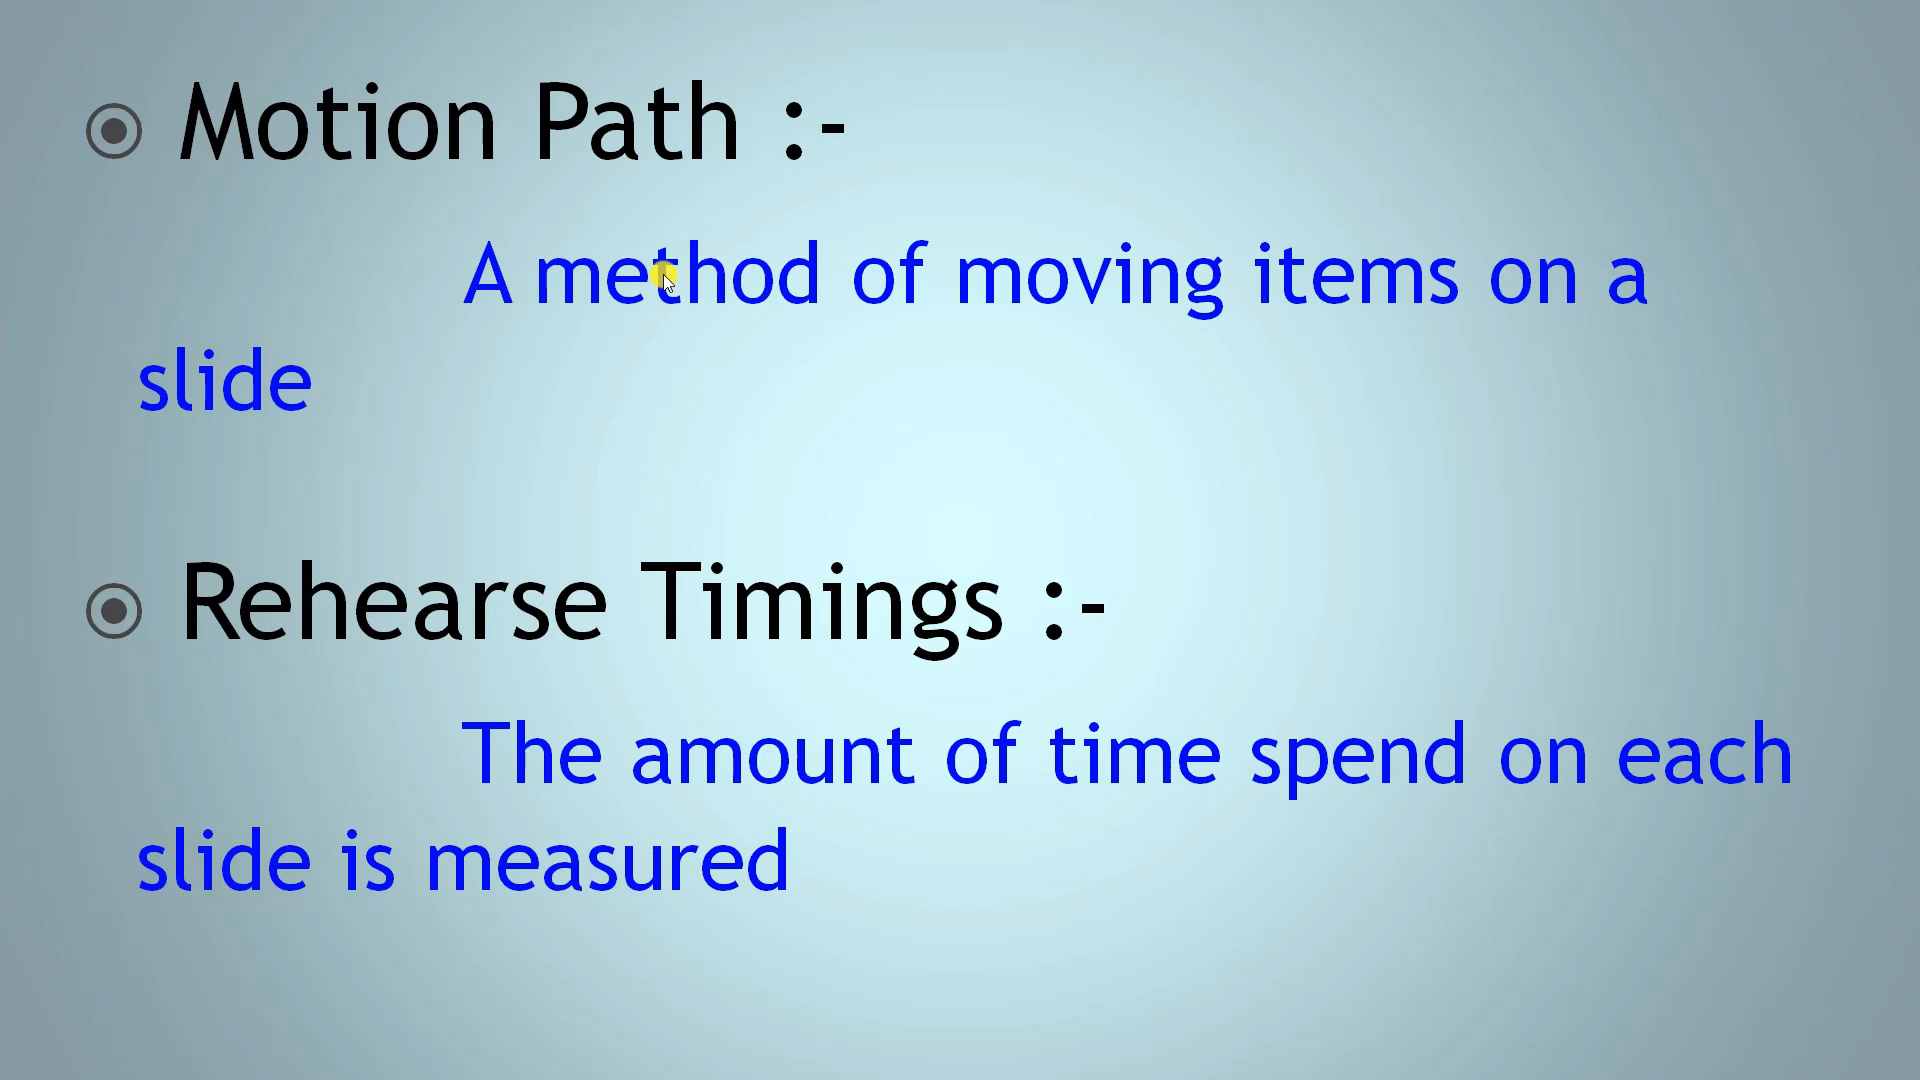 Motion Path :-
A method of moving items on a
slide
Rehearse Timings :-
The amount of time spend on each
slide is measured